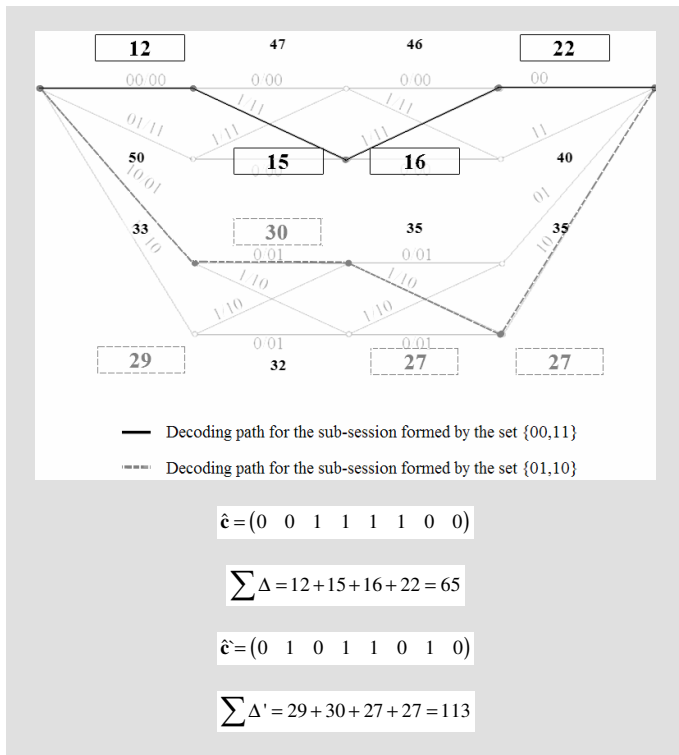 12 47 46 22
00 00 0 00 0 00 00
01/11 1/11 1/11 1/11 1/11 11
50 15 16 40
10 01 0 00 01
33 30 35 35
10 0 01 0 01 10
1/10 1/10
1/10 1/10
0 01 0 01
29 32 27 27
Decoding path for the sub-session formed by the set {00,11}
Decoding path for the sub-session formed by the set {01,10}
ĉ = (0 0 1 1 1 1 0 0)
∑Δ = 12+15+16+22 = 65
ĉ` = (0 1 0 1 1 0 1 0)
∑Δ' = 29+30+27+27 = 113